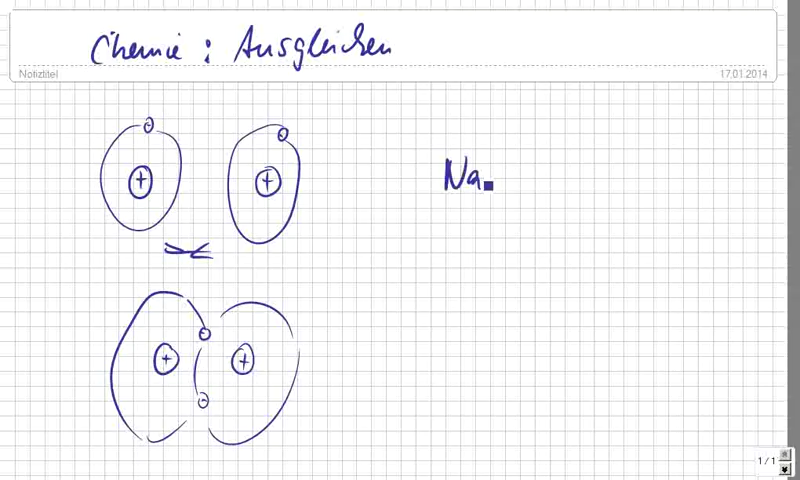 Chemie : Ausgleichen
Notiztitel
17.01.2014
+
+
Na
+
+
1 / 1